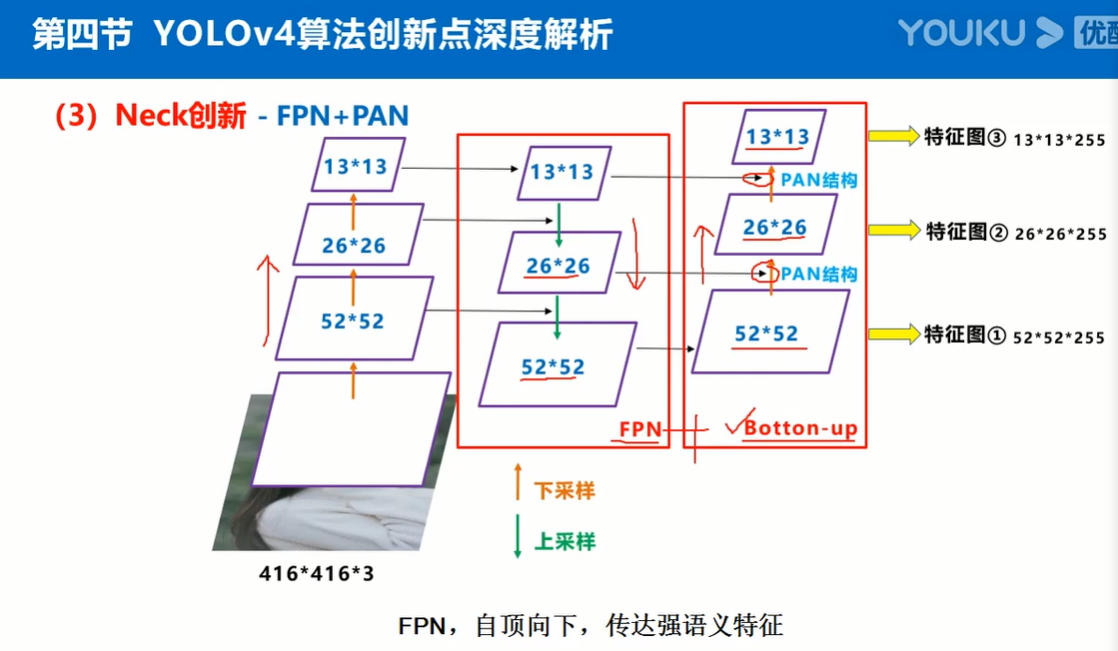 第四节 YOLOv4算法创新点深度解析
YOUKU 优酷
（3）Neck创新 - FPN+PAN
13*13
26*26
52*52
416*416*3
13*13
26*26
52*52
FPN
13*13
PAN结构
26*26
PAN结构
52*52
Botton-up
特征图③ 13*13*255
特征图② 26*26*255
特征图① 52*52*255
下采样
上采样
FPN，自顶向下，传达强语义特征